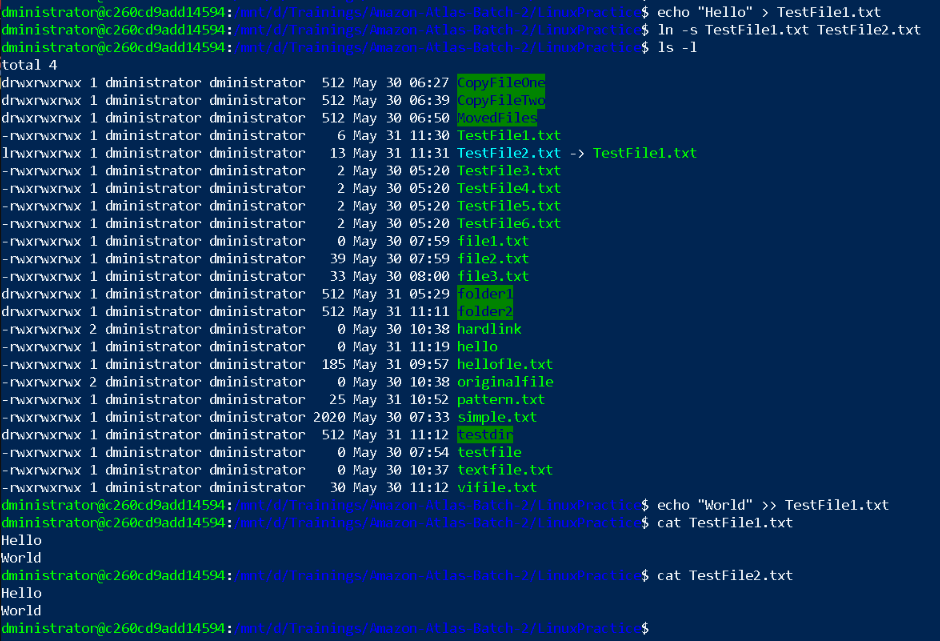 dministrator@c260cd9add14594:/mnt/d/Trainings/Amazon-Atlas-Batch-2/LinuxPractice$ echo "Hello" > TestFile1.txt
dministrator@c260cd9add14594:/mnt/d/Trainings/Amazon-Atlas-Batch-2/LinuxPractice$ ln -s TestFile1.txt TestFile2.txt
dministrator@c260cd9add14594:/mnt/d/Trainings/Amazon-Atlas-Batch-2/LinuxPractice$ ls -l
total 4
drwxrwxrwx 1 dministrator dministrator  512 May 30 06:27 CopyFileOne
drwxrwxrwx 1 dministrator dministrator  512 May 30 06:39 CopyFileTwo
drwxrwxrwx 1 dministrator dministrator  512 May 30 06:50 MovedFiles
-rwxrwxrwx 1 dministrator dministrator    6 May 31 11:30 TestFile1.txt
lrwxrwxrwx 1 dministrator dministrator   13 May 31 11:31 TestFile2.txt -> TestFile1.txt
-rwxrwxrwx 1 dministrator dministrator    2 May 30 05:20 TestFile3.txt
-rwxrwxrwx 1 dministrator dministrator    2 May 30 05:20 TestFile4.txt
-rwxrwxrwx 1 dministrator dministrator    2 May 30 05:20 TestFile5.txt
-rwxrwxrwx 1 dministrator dministrator    2 May 30 05:20 TestFile6.txt
-rwxrwxrwx 1 dministrator dministrator    0 May 30 07:59 file1.txt
-rwxrwxrwx 1 dministrator dministrator   39 May 30 07:59 file2.txt
-rwxrwxrwx 1 dministrator dministrator   33 May 30 08:00 file3.txt
drwxrwxrwx 1 dministrator dministrator  512 May 31 05:29 folder1
drwxrwxrwx 1 dministrator dministrator  512 May 31 11:11 folder2
-rwxrwxrwx 2 dministrator dministrator    0 May 30 10:38 hardlink
-rwxrwxrwx 1 dministrator dministrator    0 May 31 11:19 hello
-rwxrwxrwx 1 dministrator dministrator  185 May 31 09:57 hellofle.txt
-rwxrwxrwx 2 dministrator dministrator    0 May 30 10:38 originalfile
-rwxrwxrwx 1 dministrator dministrator   25 May 31 10:52 pattern.txt
-rwxrwxrwx 1 dministrator dministrator 2020 May 30 07:33 simple.txt
drwxrwxrwx 1 dministrator dministrator  512 May 31 11:12 testdir
-rwxrwxrwx 1 dministrator dministrator    0 May 30 07:54 testfile
-rwxrwxrwx 1 dministrator dministrator    0 May 30 10:37 textfile.txt
-rwxrwxrwx 1 dministrator dministrator   30 May 30 11:12 vifile.txt
dministrator@c260cd9add14594:/mnt/d/Trainings/Amazon-Atlas-Batch-2/LinuxPractice$ echo "World" >> TestFile1.txt
dministrator@c260cd9add14594:/mnt/d/Trainings/Amazon-Atlas-Batch-2/LinuxPractice$ cat TestFile1.txt
Hello
World
dministrator@c260cd9add14594:/mnt/d/Trainings/Amazon-Atlas-Batch-2/LinuxPractice$ cat TestFile2.txt
Hello
World
dministrator@c260cd9add14594:/mnt/d/Trainings/Amazon-Atlas-Batch-2/LinuxPractice$